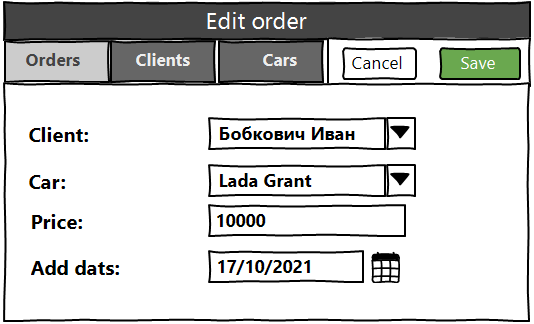 Edit order
Orders Clients Cars Cancel Save
Client: Бобкович Иван
Car: Lada Grant
Price: 10000
Add dats: 17/10/2021